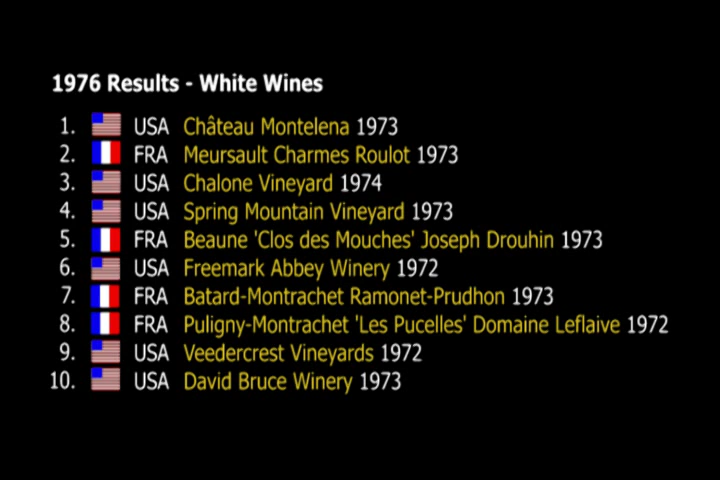 1976 Results - White Wines
1. USA Château Montelena 1973
2. FRA Meursault Charmes Roulot 1973
3. USA Chalone Vineyard 1974
4. USA Spring Mountain Vineyard 1973
5. FRA Beaune 'Clos des Mouches' Joseph Drouhin 1973
6. USA Freemark Abbey Winery 1972
7. FRA Batard-Montrachet Ramonet-Prudhon 1973
8. FRA Puligny-Montrachet 'Les Pucelles' Domaine Leflaive 1972
9. USA Veedercrest Vineyards 1972
10. USA David Bruce Winery 1973